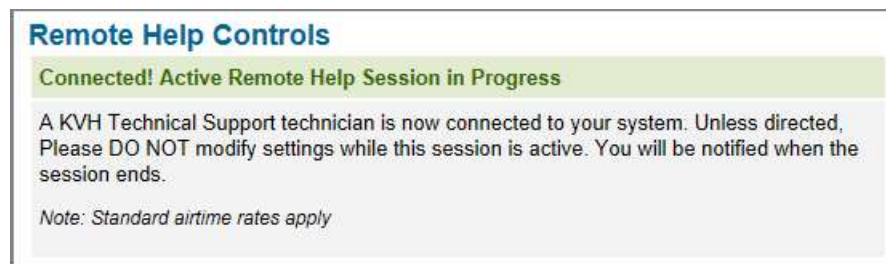 Remote Help Controls
Connected! Active Remote Help Session in Progress
A KVH Technical Support technician is now connected to your system. Unless directed,
Please DO NOT modify settings while this session is active. You will be notified when the
session ends.
Note: Standard airtime rates apply